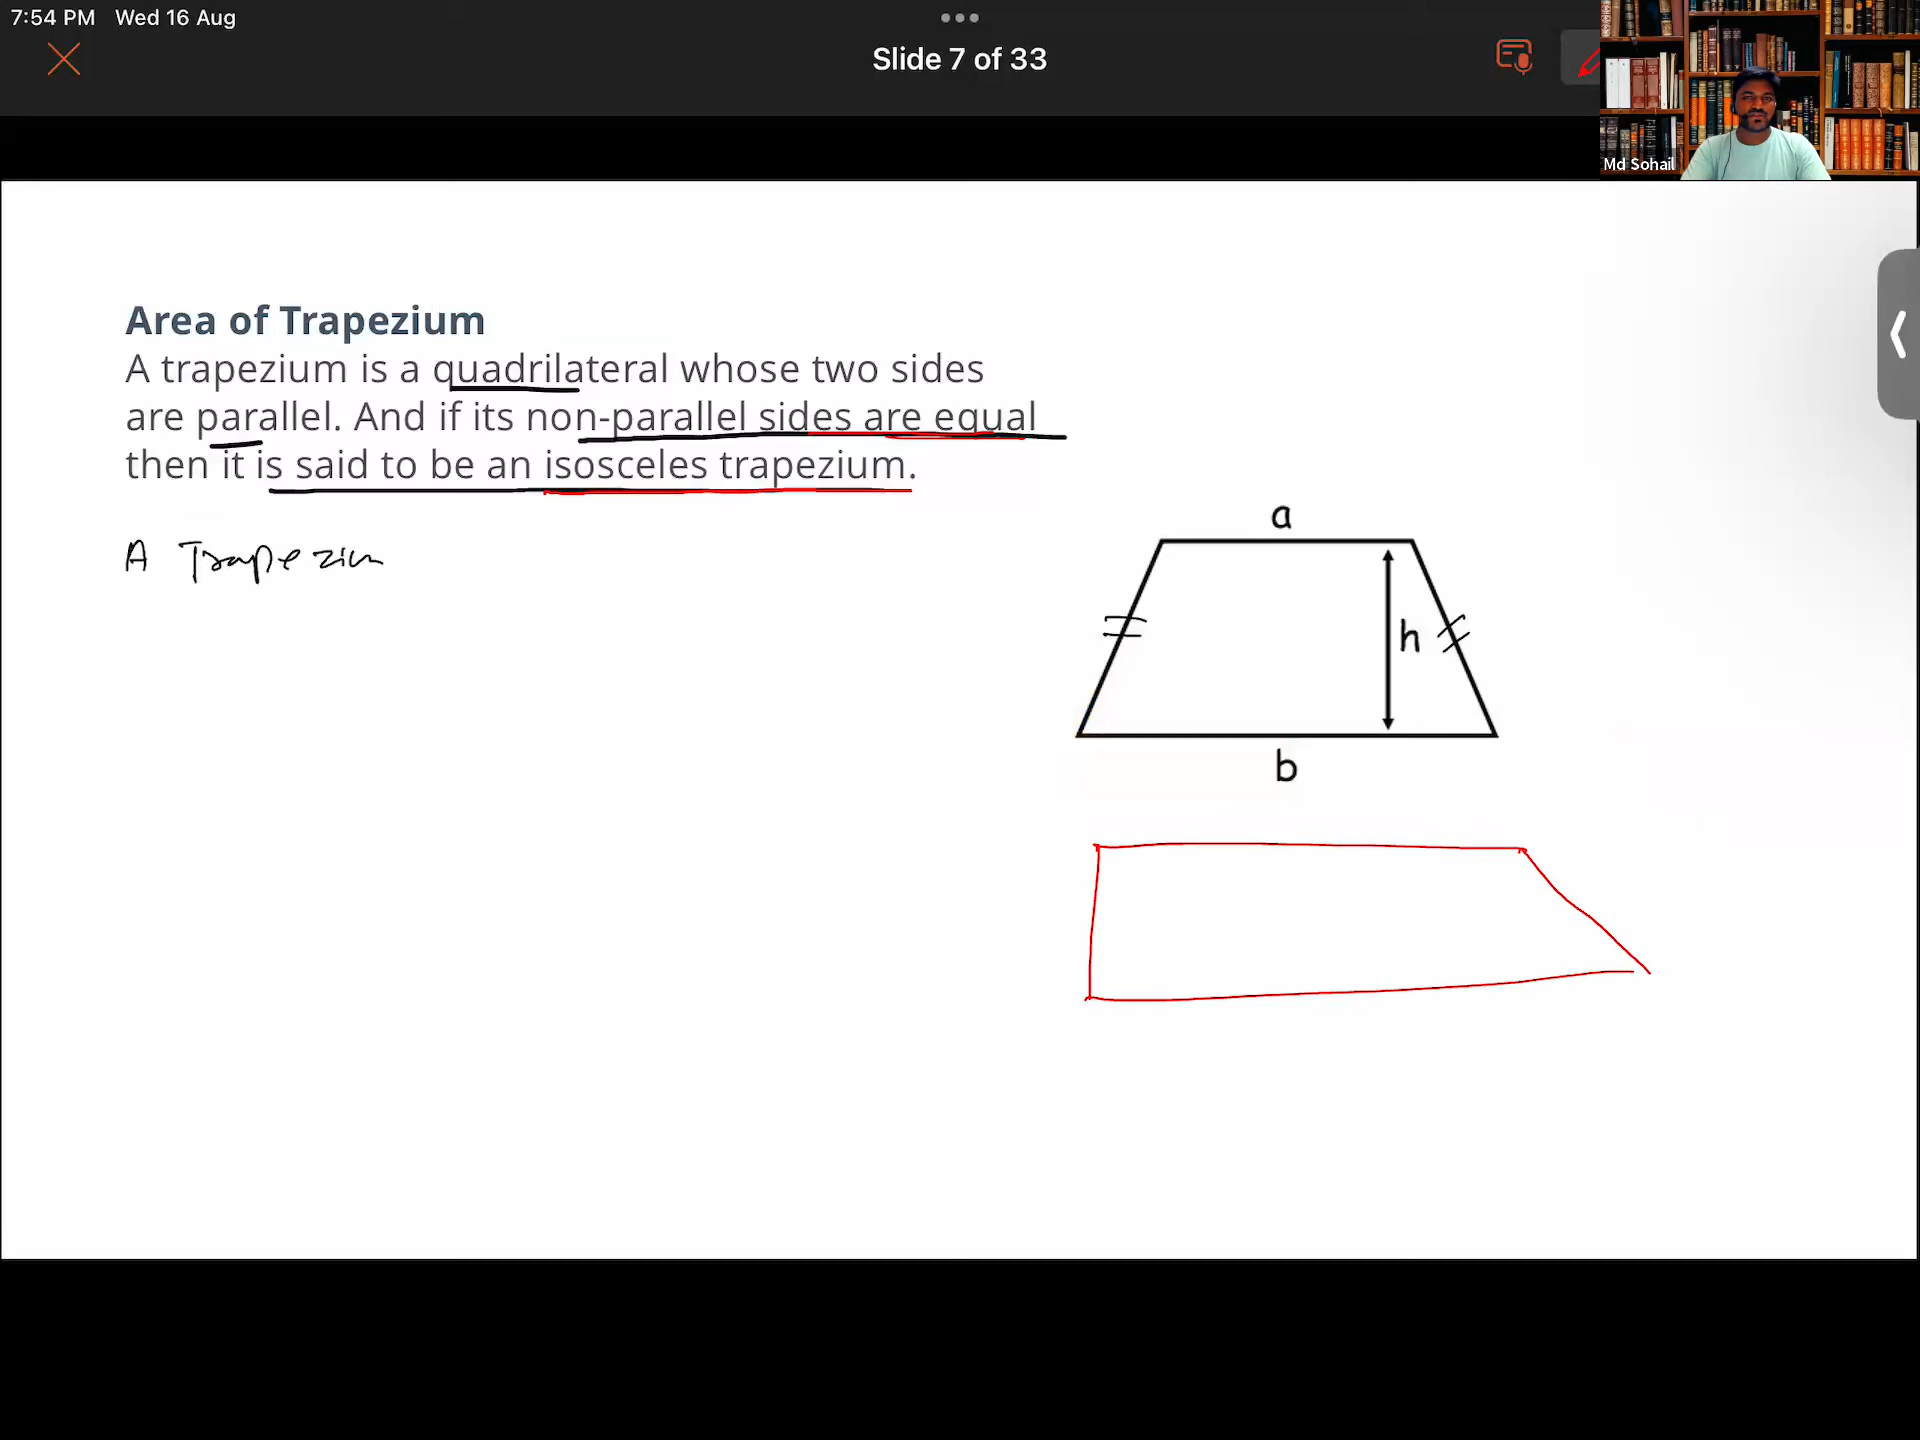 7:54 PM Wed 16 Aug
Slide 7 of 33
Md Sohail
Area of Trapezium
A trapezium is a quadrilateral whose two sides
are parallel. And if its non-parallel sides are equal
then it is said to be an isosceles trapezium.
A Trapezium
a
h
b